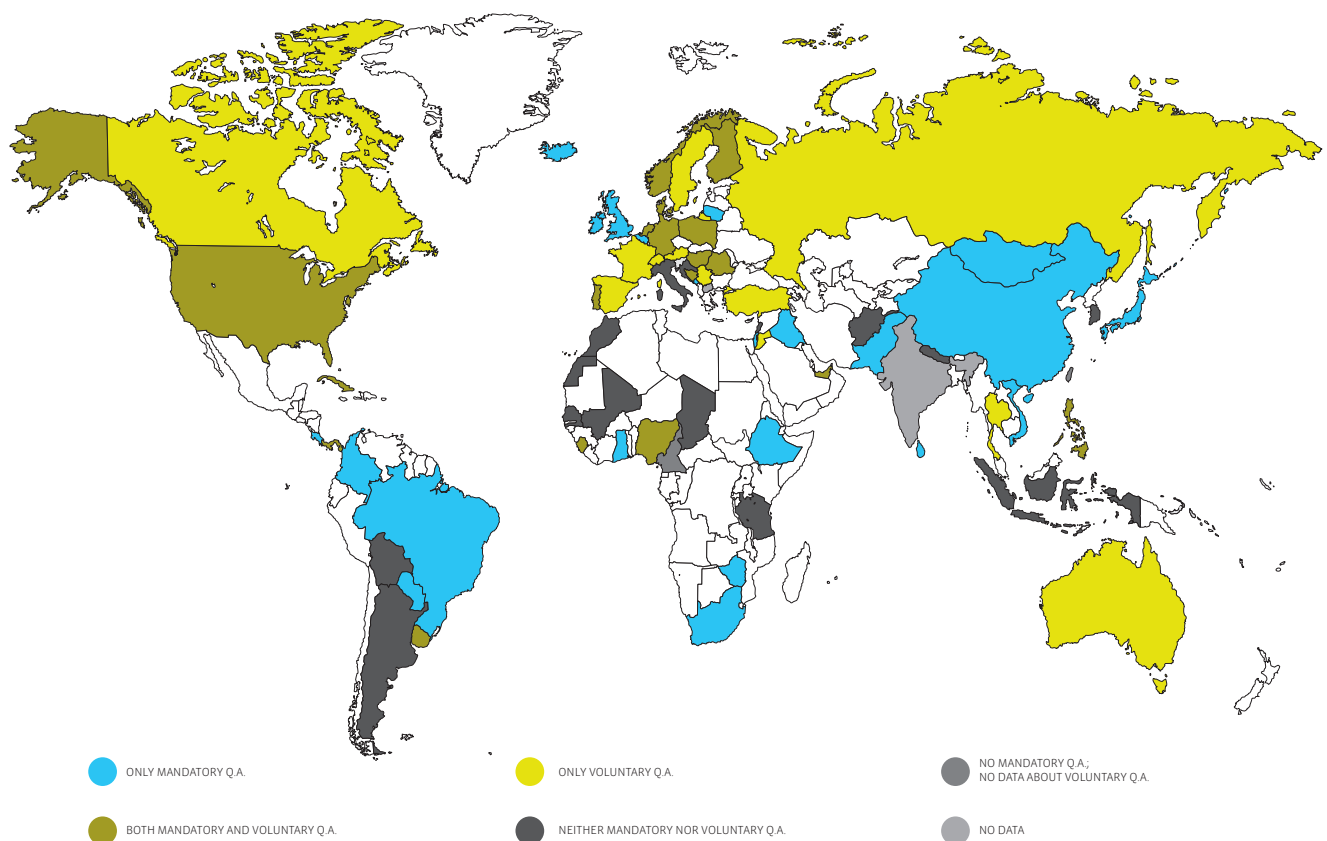 ONLY MANDATORY Q.A.
ONLY VOLUNTARY Q.A.
NO MANDATORY Q.A.;
NO DATA ABOUT VOLUNTARY Q.A.
BOTH MANDATORY AND VOLUNTARY Q.A.
NEITHER MANDATORY NOR VOLUNTARY Q.A.
NO DATA